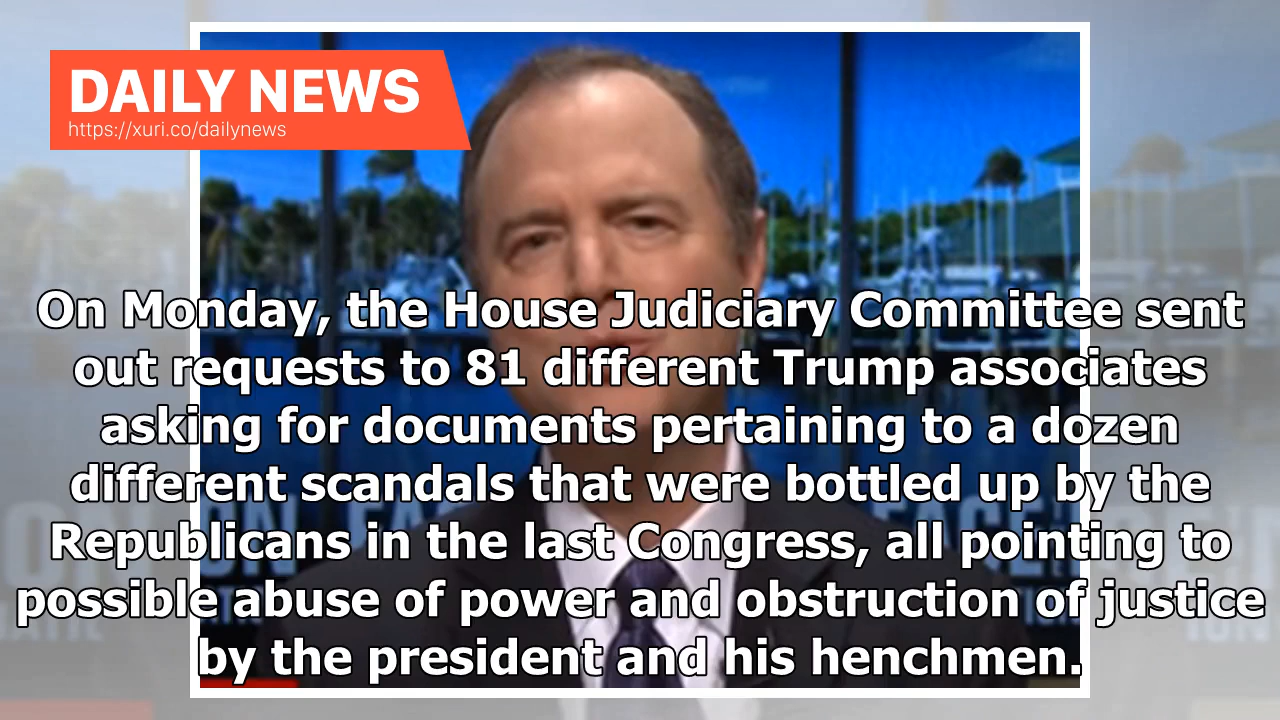 DAILY NEWS
https://xuri.co/dailynews
On Monday, the House Judiciary Committee sent
out requests to 81 different Trump associates
asking for documents pertaining to a dozen
different scandals that were bottled up by the
Republicans in the last Congress, all pointing to
possible abuse of power and obstruction of justice
by the president and his henchmen.